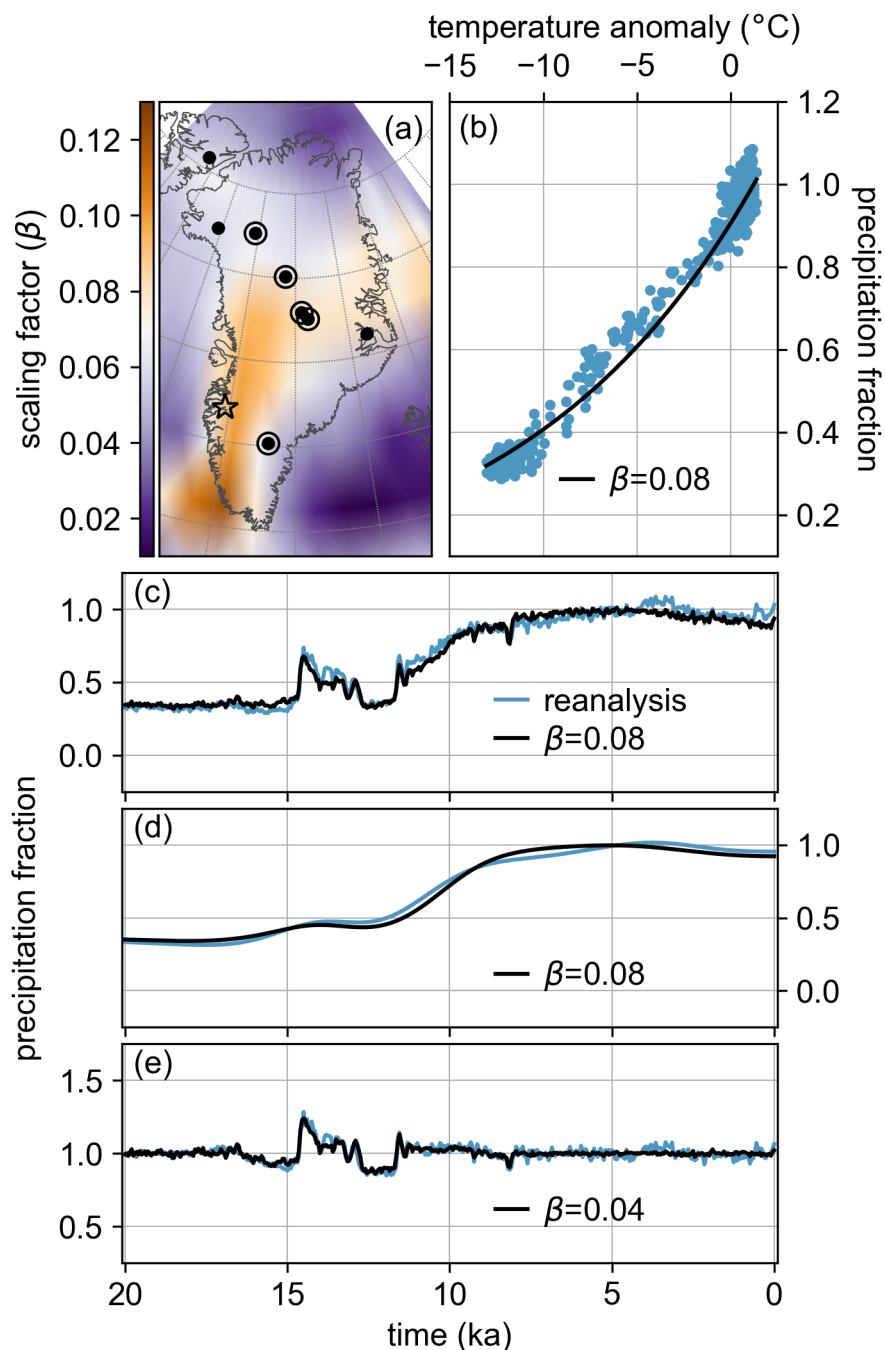 temperature anomaly (°C)
−15 −10 −5 0
(a)
(b)
scaling factor (β)
0.12
0.10
0.08
0.06
0.04
0.02
1.2
1.0
0.8
0.6
0.4
0.2
precipitation fraction
β=0.08
(c)
1.0
0.5
0.0
reanalysis
β=0.08
precipitation fraction
(d)
1.0
0.5
0.0
β=0.08
(e)
1.5
1.0
0.5
β=0.04
20 15 10 5 0
time (ka)